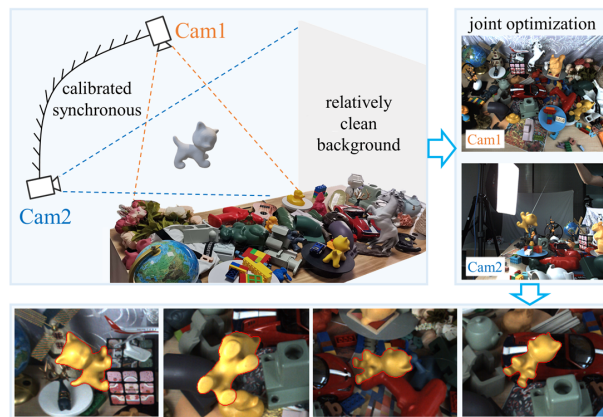 Cam1
calibrated
synchronous
relatively
clean
background
Cam2
joint optimization
Cam1
Cam2